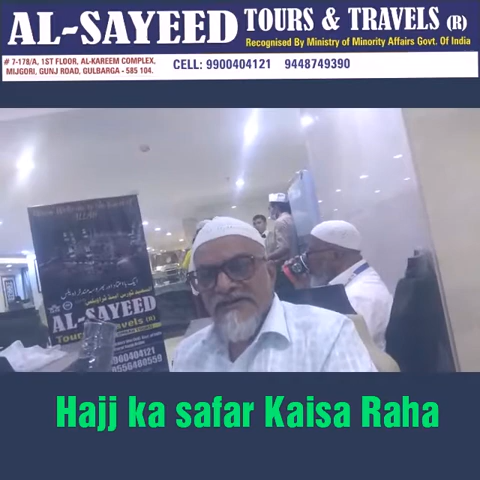 AL-SAYEED TOURS & TRAVELS (R)
Recognised By Ministry of Minority Affairs Govt. Of India
# 7-178/A, 1ST FLOOR, AL-KAREEM COMPLEX,
MIJGORI, GUNJ ROAD, GULBARGA - 585 104.
CELL: 9900404121 9448749390
ALLAH
AL-SAYEED
Tours & Travels (R)
9900404121
9556480559
Hajj ka safar Kaisa Raha